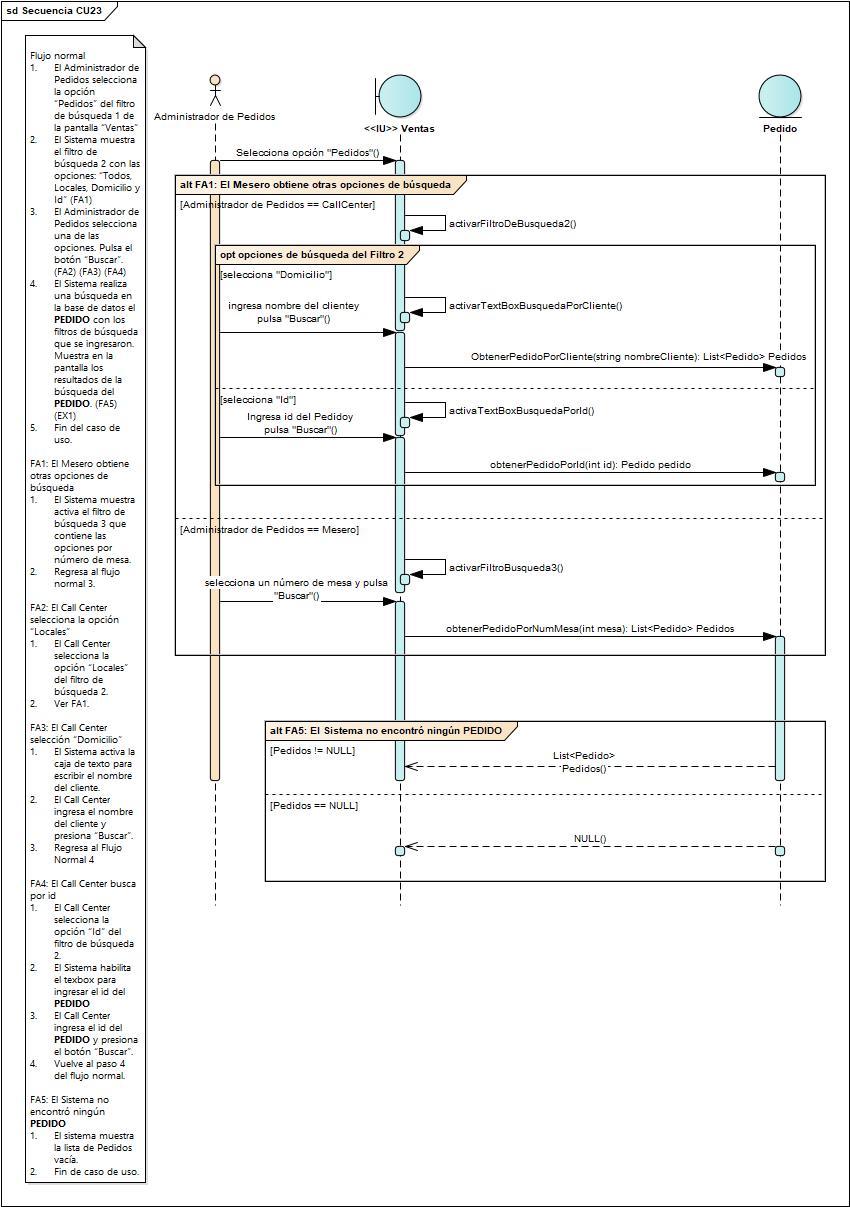 sd Secuencia CU23
Flujo normal
1. El Administrador de
Pedidos selecciona
la opción
"Pedidos" del filtro
de búsqueda 1 de
la pantalla "Ventas"
2. El Sistema muestra
el filtro de
búsqueda 2 con las
opciones: "Todos,
Locales, Domicilio y
Id" (FA1)
3. El Administrador de
Pedidos selecciona
una de las
opciones. Pulsa el
botón "Buscar".
(FA2) (FA3) (FA4)
4. El Sistema realiza
una búsqueda en
la base de datos el
PEDIDO con los
filtros de búsqueda
que se ingresaron.
Muestra en la
pantalla los
resultados de la
búsqueda del
PEDIDO. (FA5)
(EX1)
5. Fin del caso de
uso.
FA1: El Mesero obtiene
otras opciones de
búsqueda
1. El Sistema muestra
activa el filtro de
búsqueda 3 que
contiene las
opciones por
número de mesa.
2. Regresa al flujo
normal 3.
FA2: El Call Center
selecciona la opción
"Locales"
1. El Call Center
selecciona la
opción "Locales"
del filtro de
búsqueda 2.
2. Ver FA1.
FA3: El Call Center
selección "Domicilio"
1. El Sistema activa la
caja de texto para
escribir el nombre
del cliente.
2. El Call Center
ingresa el nombre
del cliente y
presiona "Buscar".
3. Regresa al Flujo
Normal 4
FA4: El Call Center busca
por id
1. El Call Center
selecciona la
opción "Id" del
filtro de búsqueda
2.
2. El Sistema habilita
el texbox para
ingresar el id del
PEDIDO
3. El Call Center
ingresa el id del
PEDIDO y presiona
el botón "Buscar".
4. Vuelve al paso 4
del flujo normal.
FA5: El Sistema no
encontró ningún
PEDIDO
1. El sistema muestra
la lista de Pedidos
vacía.
2. Fin de caso de uso.
Administrador de Pedidos
<<IU>> Ventas
Pedido
Selecciona opción "Pedidos"()
alt FA1: El Mesero obtiene otras opciones de búsqueda
[Administrador de Pedidos == CallCenter]
activarFiltroDeBusqueda2()
opt opciones de búsqueda del Filtro 2
[selecciona "Domicilio"]
ingresa nombre del clientey
pulsa "Buscar"()
activarTextBoxBusquedaPorCliente()
ObtenerPedidoPorCliente(string nombreCliente): List<Pedido> Pedidos
[selecciona "Id"]
activaTextBoxBusquedaPorId()
Ingresa id del Pedidoy
pulsa "Buscar"()
obtenerPedidoPorId(int id): Pedido pedido
[Administrador de Pedidos == Mesero]
activarFiltroBusqueda3()
selecciona un número de mesa y pulsa
"Buscar"()
obtenerPedidoPorNumMesa(int mesa): List<Pedido> Pedidos
alt FA5: El Sistema no encontró ningún PEDIDO
[Pedidos != NULL]
List<Pedido>
Pedidos()
[Pedidos == NULL]
NULL()